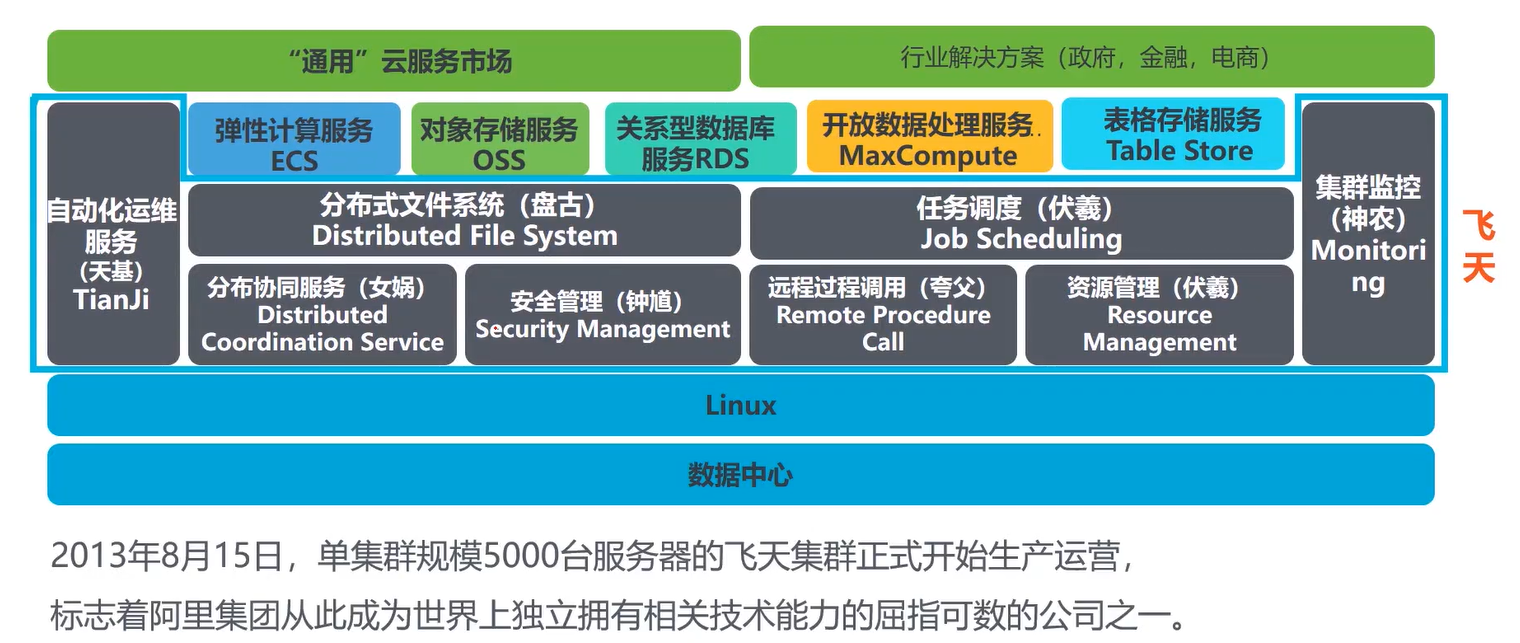 “通用”云服务市场
行业解决方案（政府，金融，电商）
自动化运维
服务
（天基）
TianJi
弹性计算服务
ECS
对象存储服务
OSS
关系型数据库
服务RDS
开放数据处理服务..
MaxCompute
表格存储服务
Table Store
集群监控
（神农）
Monitori
ng
飞
天
分布式文件系统（盘古）
Distributed File System
任务调度（伏羲）
Job Scheduling
分布协同服务（女娲）
Distributed
Coordination Service
安全管理（钟馗）
Security Management
远程过程调用（夸父）
Remote Procedure
Call
资源管理（伏羲）
Resource
Management
Linux
数据中心
2013年8月15日，单集群规模5000台服务器的飞天集群正式开始生产运营，
标志着阿里集团从此成为世界上独立拥有相关技术能力的屈指可数的公司之一。